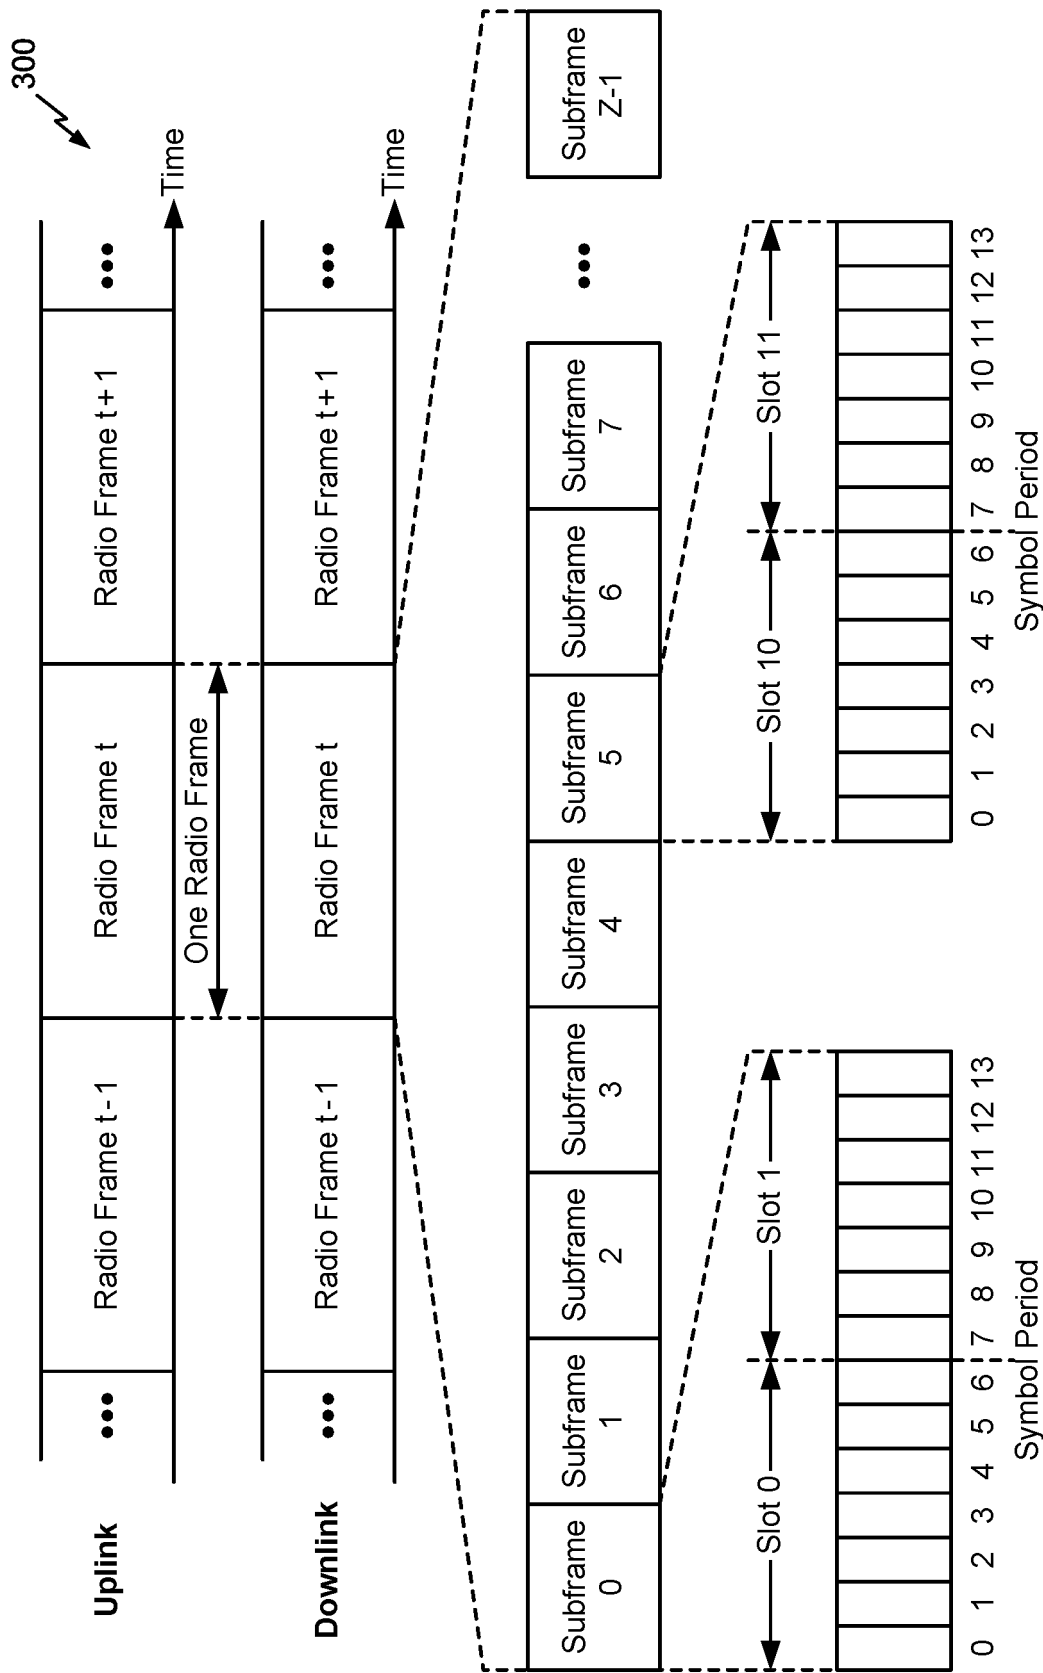 300
Uplink
Radio Frame t-1
Radio Frame t
Radio Frame t+1
Time
One Radio Frame
Downlink
Radio Frame t-1
Radio Frame t
Radio Frame t+1
Time
Subframe
0
Subframe
1
Subframe
2
Subframe
3
Subframe
4
Subframe
5
Subframe
6
Subframe
7
Subframe
Z-1
Slot 0
Slot 1
0 1 2 3 4 5 6 7 8 9 10 11 12 13
Symbol Period
Slot 10
Slot 11
0 1 2 3 4 5 6 7 8 9 10 11 12 13
Symbol Period